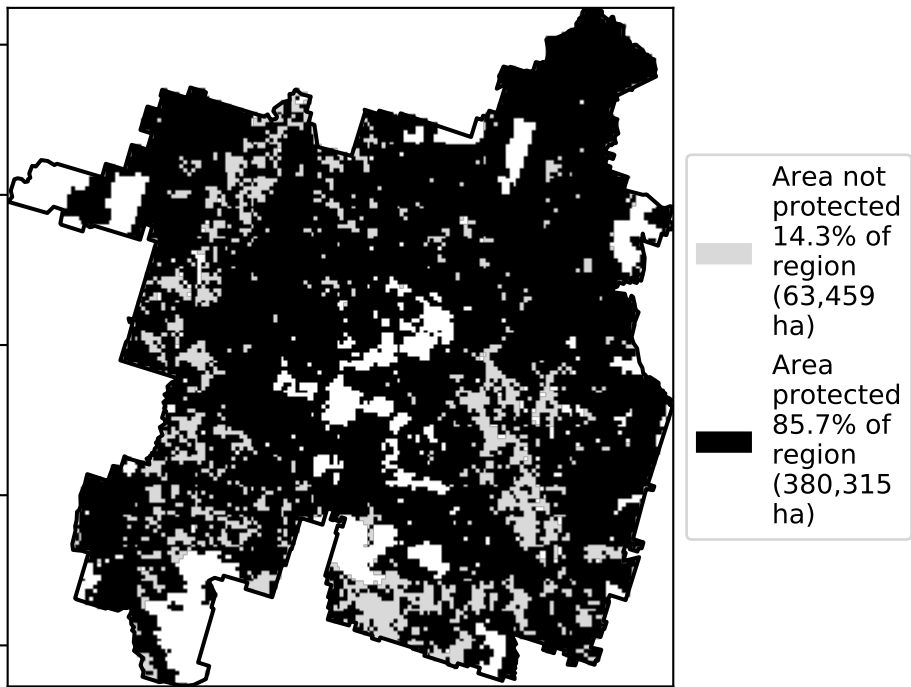 Area not
protected
14.3% of
region
(63,459
ha)
Area
protected
85.7% of
region
(380,315
ha)